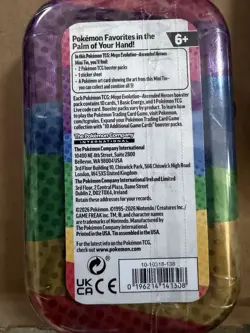 Pokémon Favorites in the
Palm of Your Hand!
6+
In this Pokémon TCG: Mega Evolution—Ascended Heroes
Mini Tin, you'll find:
• 2 Pokémon TCG booster packs
• 1 sticker sheet
• A Pokémon art card showing the art from this Mini Tin—
you can collect and combine all
Each Pokémon TCG: Mega Evolution—Ascended Heroes booster
pack contains 10 cards, 1 Basic Energy, and 1 Pokémon TCG
Live code card. Booster packs vary by product. To learn how
to play the Pokémon Trading Card Game, visit Pokemon.com/
tcgrules. Expand your Pokémon Trading Card Game
collection with "10 Additional Game Cards" booster packs.
The Pokémon Company
INTERNATIONAL
The Pokémon Company International
10400 NE 4th Street, Suite 2800
Bellevue, WA 98004 USA
3rd Floor Building 10, Chiswick Park, 566 Chiswick High Road
London, W4 5XS United Kingdom
The Pokémon Company International Ireland Limited
3rd Floor, 2 Central Plaza, Dame Street
Dublin 2, D02 T0X4, Ireland
Retain these addresses for your records.
©2026 Pokémon. ©1995–2026 Nintendo / Creatures Inc. /
GAME FREAK inc. TM, ®, and character names
are trademarks of Nintendo. Manufactured by
The Pokémon Company International.
Printed in USA. Tin assembled in the USA.
For the latest info on the Pokémon TCG,
check out www.pokemon.com
10-10318-138
UK
CA
CE
0 196214 141308